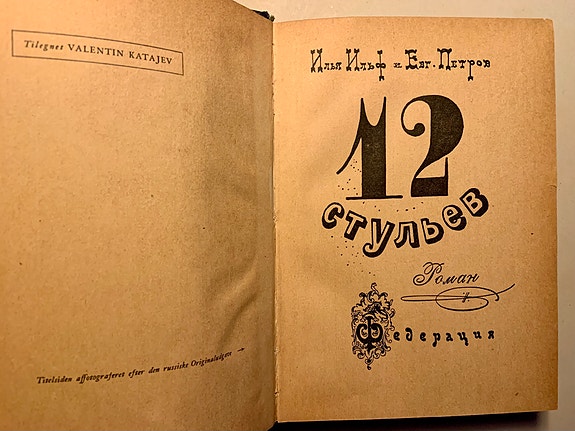 Tilegnet VALENTIN KATAJEV
Titelsiden affotograferet efter den russiske Originaludgave →
Илья Ильф и Евг. Петров
12
стульев
Роман
Федерация